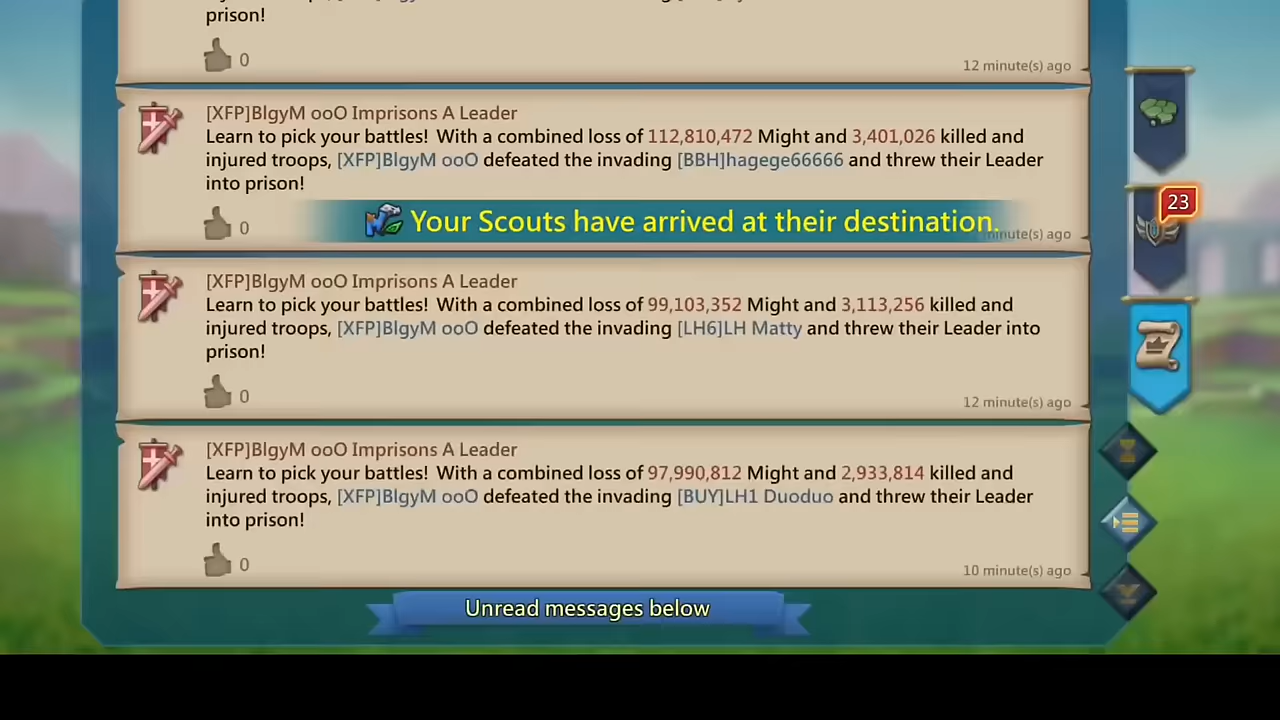 prison!
0
12 minute(s) ago
[XFP]BlgyM ooO Imprisons A Leader
Learn to pick your battles! With a combined loss of 112,810,472 Might and 3,401,026 killed and
injured troops, [XFP]BlgyM ooO defeated the invading [BBH]hagege66666 and threw their Leader
into prison!
Your Scouts have arrived at their destination.
0
minute(s) ago
23
[XFP]BlgyM ooO Imprisons A Leader
Learn to pick your battles! With a combined loss of 99,103,352 Might and 3,113,256 killed and
injured troops, [XFP]BlgyM ooO defeated the invading [LH6]LH Matty and threw their Leader into
prison!
0
12 minute(s) ago
[XFP]BlgyM ooO Imprisons A Leader
Learn to pick your battles! With a combined loss of 97,990,812 Might and 2,933,814 killed and
injured troops, [XFP]BlgyM ooO defeated the invading [BUY]LH1 Duoduo and threw their Leader
into prison!
0
10 minute(s) ago
Unread messages below